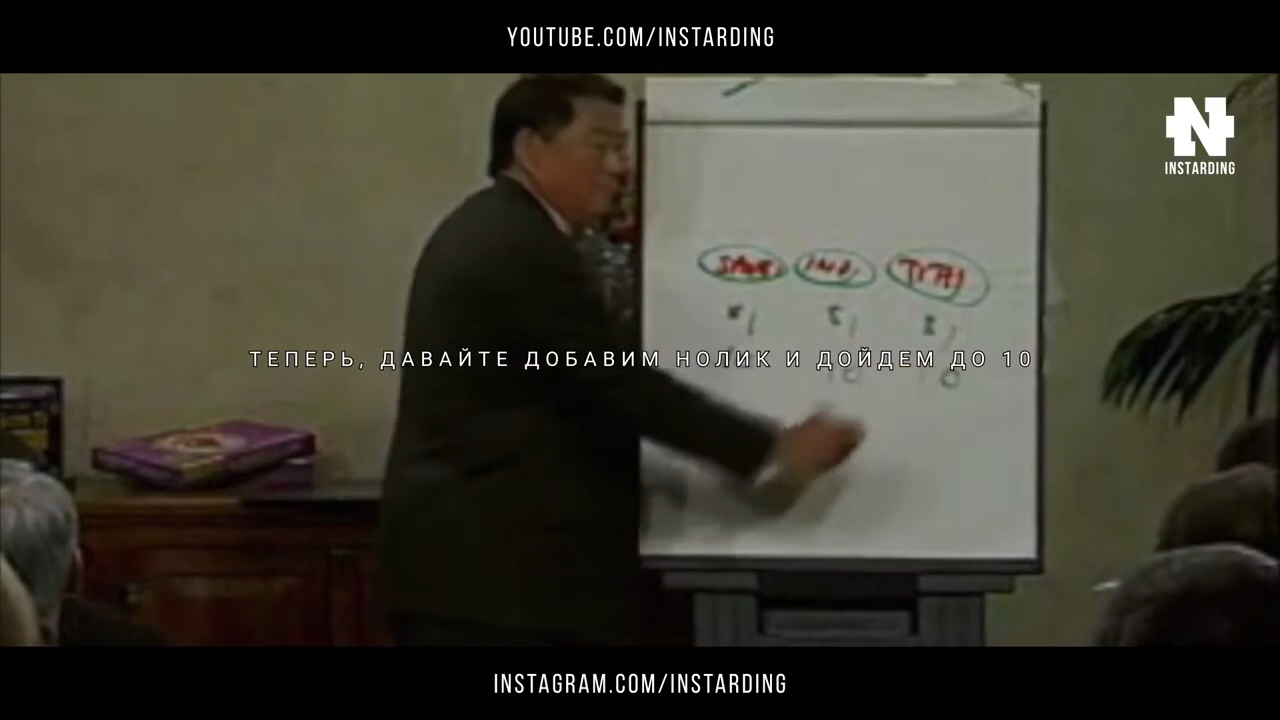 YOUTUBE.COM/INSTARDING
N
INSTARDING
ТЕПЕРЬ, ДАВАЙТЕ ДОБАВИМ НОЛИК И ДОЙДЕМ ДО 10
INSTAGRAM.COM/INSTARDING